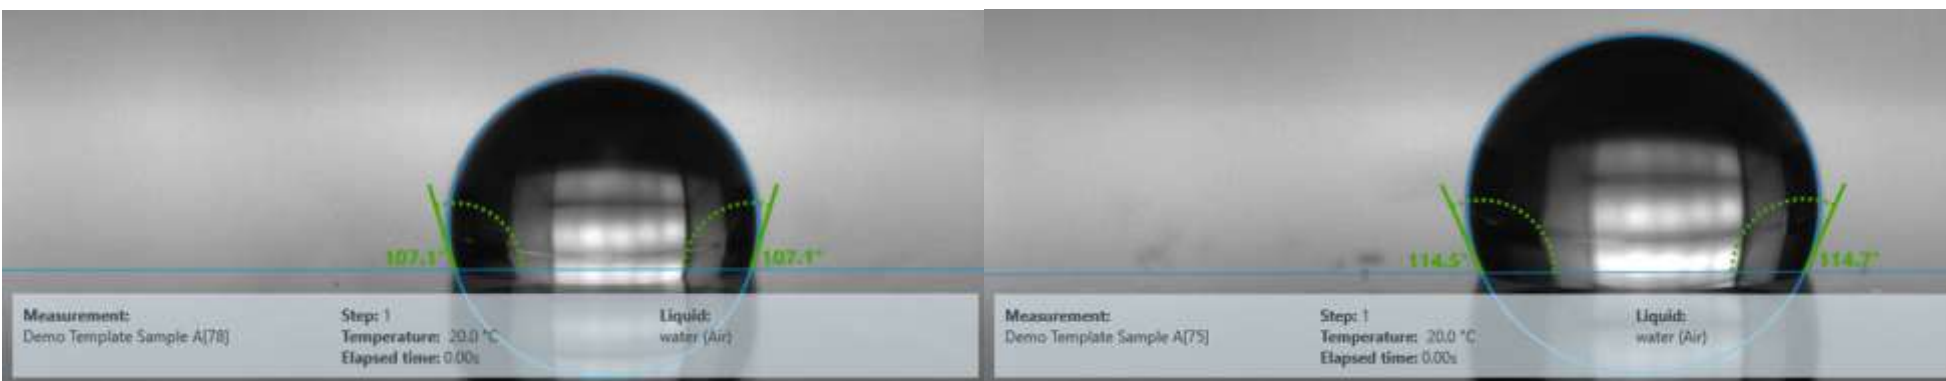 107.1° 107.1°
Measurement: Step: 1 Liquid:
Demo Template Sample A[78] Temperature: 20.0 °C water (Air)
Elapsed time: 0.00s
114.5° 114.7°
Measurement: Step: 1 Liquid:
Demo Template Sample A[75] Temperature: 20.0 °C water (Air)
Elapsed time: 0.00s